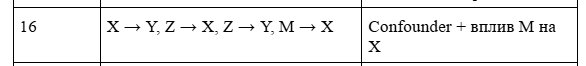 16 X → Y, Z → X, Z → Y, M → X Confounder + вплив M на
X